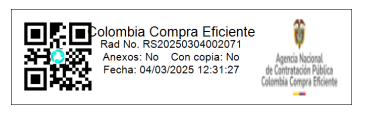 Colombia Compra Eficiente
Rad No. RS20250304002071
Anexos: No Con copia: No
Fecha: 04/03/2025 12:31:27
Agencia Nacional
de Contratación Pública
Colombia Compra Eficiente